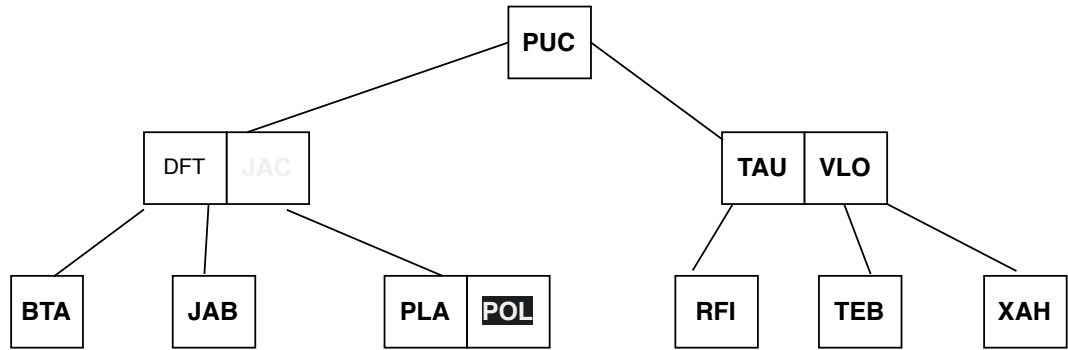 PUC
DFT JAC TAU VLO
BTA JAB PLA POL RFI TEB XAH